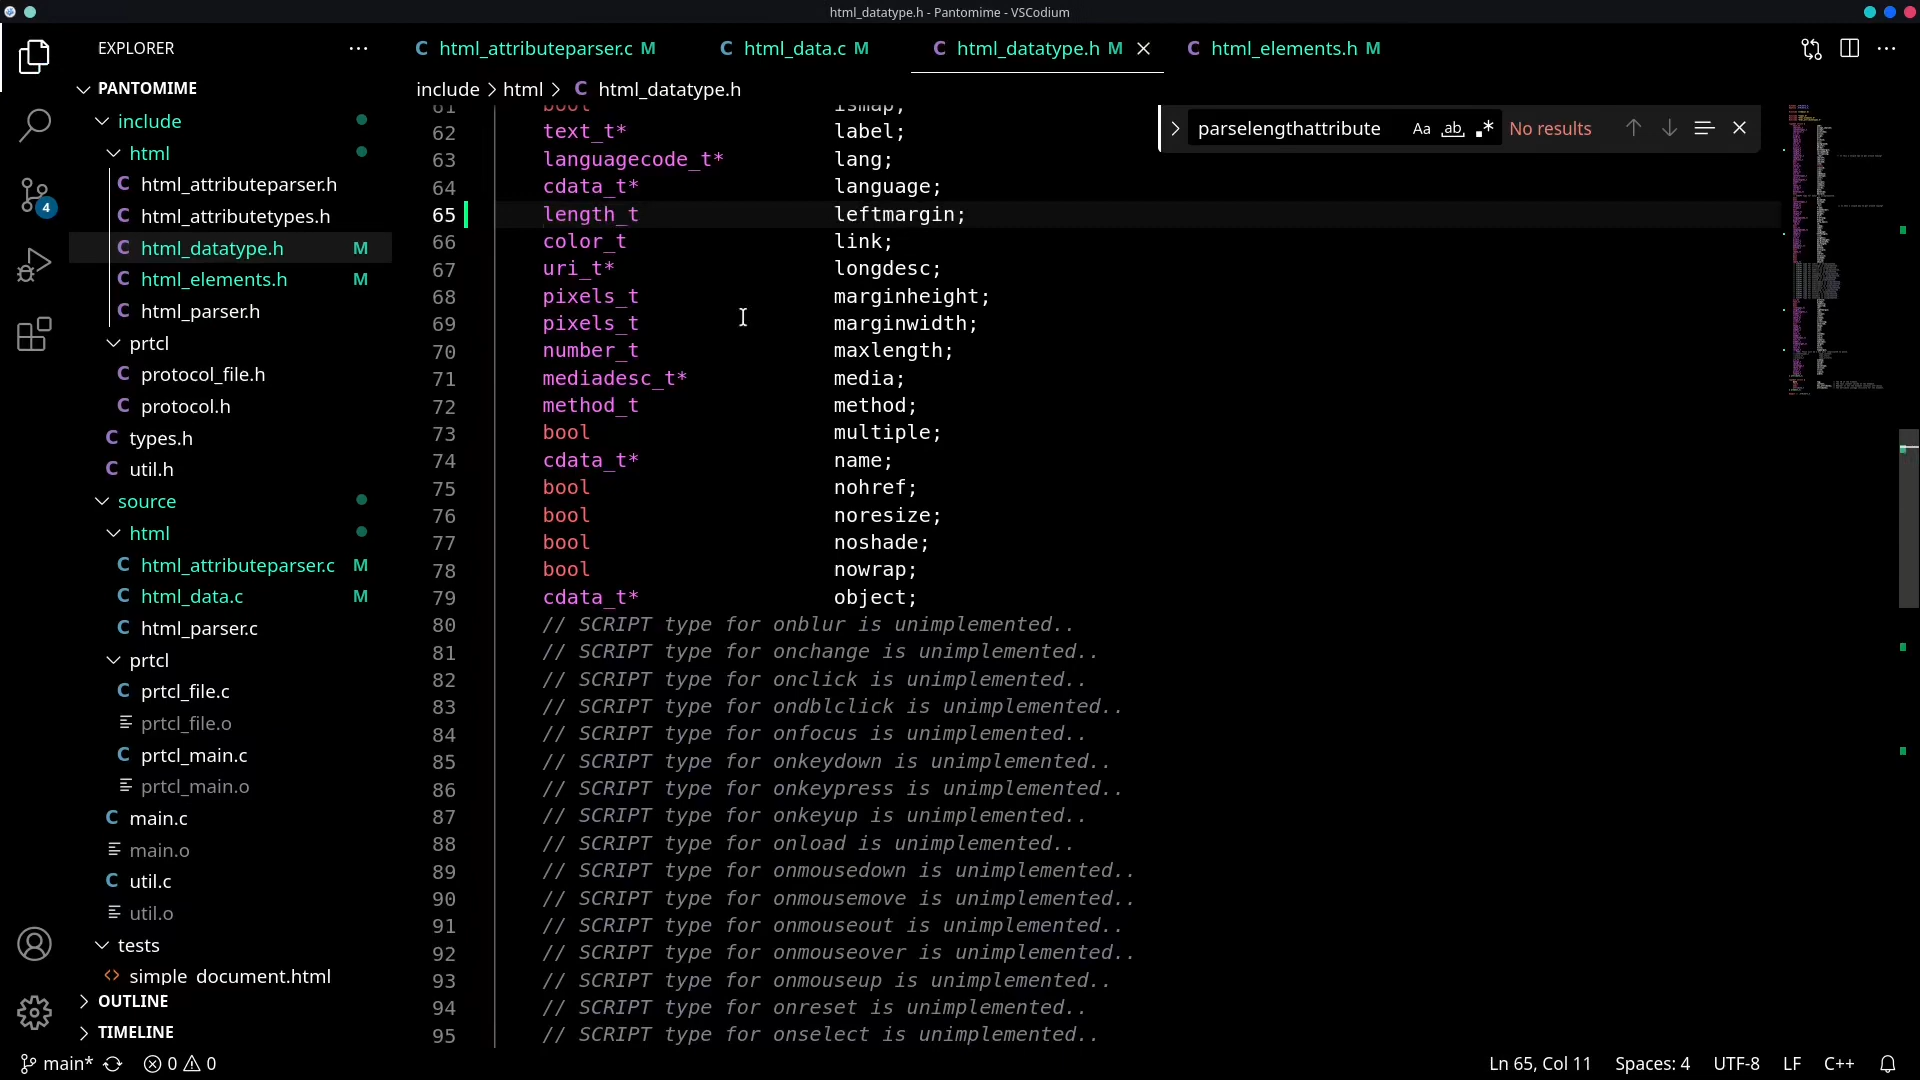 html_datatype.h - Pantomime - VSCodium
EXPLORER
PANTOMIME
include
html
html_attributeparser.h
html_attributetypes.h
html_datatype.h M
html_elements.h M
html_parser.h
prtcl
protocol_file.h
protocol.h
types.h
util.h
source
html
html_attributeparser.c M
html_data.c M
html_parser.c
prtcl
prtcl_file.c
prtcl_file.o
prtcl_main.c
prtcl_main.o
main.c
main.o
util.c
util.o
tests
simple_document.html
OUTLINE
TIMELINE
4
html_attributeparser.c M
html_data.c M
html_datatype.h M
html_elements.h M
include > html > C html_datatype.h
parselengthattribute Aa ab .* No results
61 bool ismap;
62 text_t* label;
63 languagecode_t* lang;
64 cdata_t* language;
65 length_t leftmargin;
66 color_t link;
67 uri_t* longdesc;
68 pixels_t marginheight;
69 pixels_t marginwidth;
70 number_t maxlength;
71 mediadesc_t* media;
72 method_t method;
73 bool multiple;
74 cdata_t* name;
75 bool nohref;
76 bool noresize;
77 bool noshade;
78 bool nowrap;
79 cdata_t* object;
80 // SCRIPT type for onblur is unimplemented..
81 // SCRIPT type for onchange is unimplemented..
82 // SCRIPT type for onclick is unimplemented..
83 // SCRIPT type for ondblclick is unimplemented..
84 // SCRIPT type for onfocus is unimplemented..
85 // SCRIPT type for onkeydown is unimplemented..
86 // SCRIPT type for onkeypress is unimplemented..
87 // SCRIPT type for onkeyup is unimplemented..
88 // SCRIPT type for onload is unimplemented..
89 // SCRIPT type for onmousedown is unimplemented..
90 // SCRIPT type for onmousemove is unimplemented..
91 // SCRIPT type for onmouseout is unimplemented..
92 // SCRIPT type for onmouseover is unimplemented..
93 // SCRIPT type for onmouseup is unimplemented..
94 // SCRIPT type for onreset is unimplemented..
95 // SCRIPT type for onselect is unimplemented..
main* 0 0
Ln 65, Col 11 Spaces: 4 UTF-8 LF C++